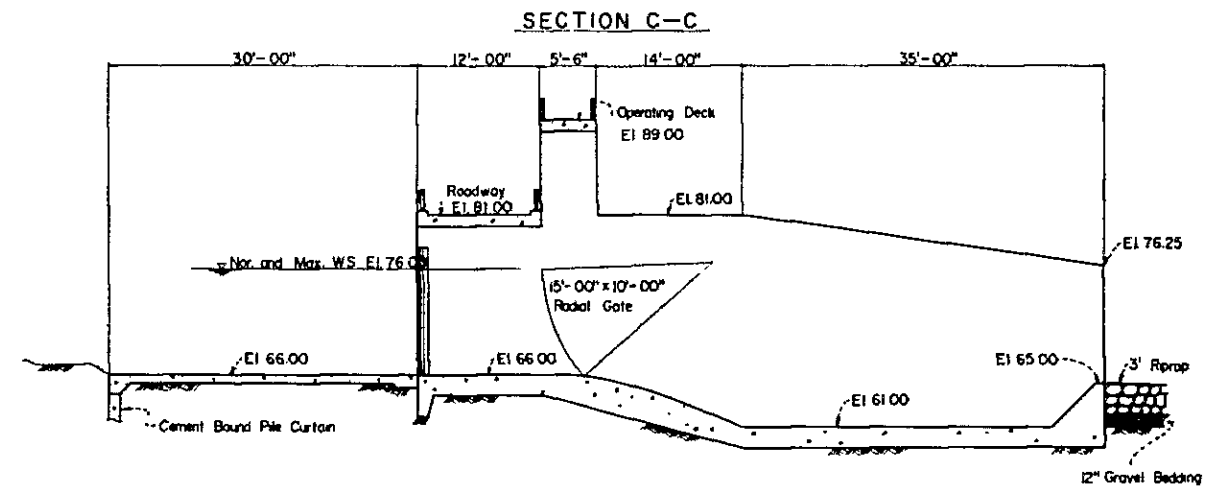 SECTION C-C
30'-00" 12'-00" 5'-6" 14'-00" 35'-00"
Operating Deck
El 89 00
Roadway
El. 81.00
El. 81.00
Nor. and Max. WS El. 76.00
El 76.25
15'-00" x 10'-00"
Radial Gate
El 66.00
El 66.00
El 65.00
3' Riprap
El 61.00
Cement Bound Pile Curtain
12" Gravel Bedding